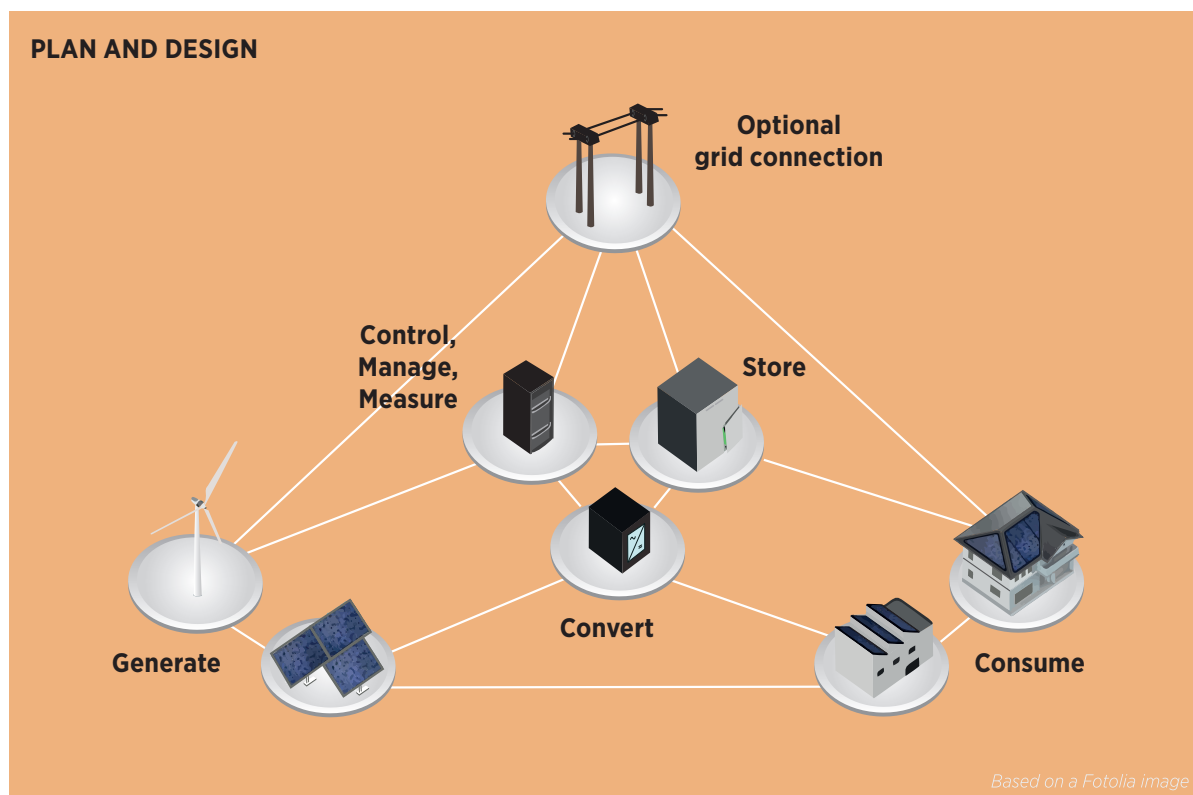 PLAN AND DESIGN
Optional
grid connection
Control,
Manage,
Measure
Store
Convert
Generate
Consume
Based on a Fotolia image